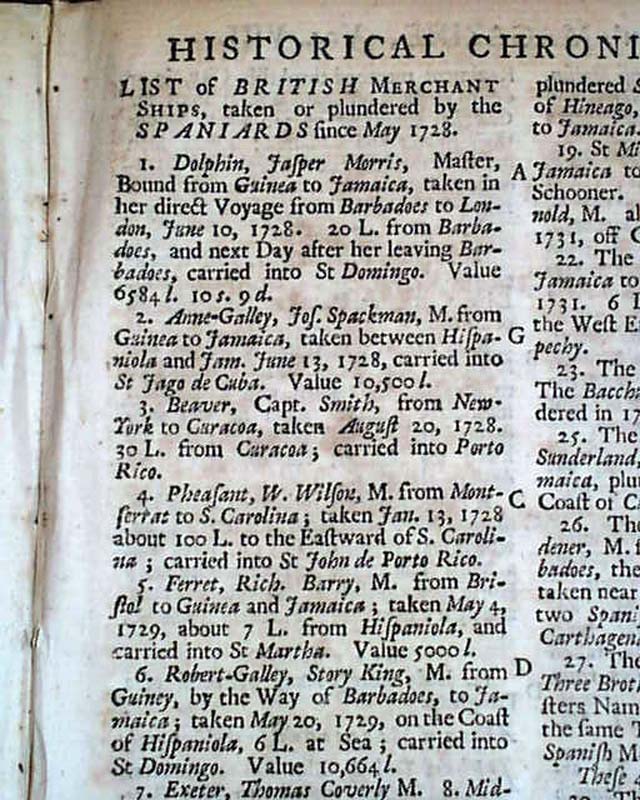 HISTORICAL CHRONI
LIST of BRITISH MERCHANT
SHIPS, taken or plundered by the
SPANIARDS ſince May 1728.
1. Dolphin, Jaſper Morris, Maſter,
Bound from Guinea to Jamaica, taken in
her direct Voyage from Barbadoes to Lon-
don, June 10, 1728. 20 L. from Barba-
does, and next Day after her leaving Bar-
badoes, carried into St Domingo. Value
6584 l. 10 s. 9 d.
2. Anne-Galley, Joſ. Spackman, M. from
Guinea to Jamaica, taken between Hiſpa-
niola and Jam. June 13, 1728, carried into
St Jago de Cuba. Value 10,500 l.
3. Beaver, Capt. Smith, from New-
York to Curacoa, taken Auguſt 20, 1728.
30 L. from Curacoa; carried into Porto
Rico.
4. Pheaſant, W. Wilſon, M. from Mont-
ſerrat to S. Carolina; taken Jan. 13, 1728
about 100 L. to the Eaſtward of S. Caroli-
na; carried into St John de Porto Rico.
5. Ferret, Rich. Barry, M. from Bri-
ſtol to Guinea and Jamaica; taken May 4,
1729, about 7 L. from Hiſpaniola, and
carried into St Martha. Value 5000 l.
6. Robert-Galley, Story King, M. from
Guiney, by the Way of Barbadoes, to Ja-
maica; taken May 20, 1729, on the Coaſt
of Hiſpaniola, 6 L. at Sea; carried into
St Domingo. Value 10,664 l.
7. Exeter, Thomas Coverly M. 8. Mid-
A
G
C
D
plundered
of Hineago,
to Jamaica.
19. St Mi
Jamaica to
Schooner.
nold, M. al
1731, off C
22. The
Jamaica to
1731. 6 I
the Weſt E
pechy.
23. The
The Bacch
dered in 17
25. The
Sunderland,
maica, plu
Coaſt of C
26. The
dener, M. f
badoes, the
taken near
two Spani
Carthagena
27. The
Three Brot
ſters Nam
the ſame T
Spaniſh M
Theſe